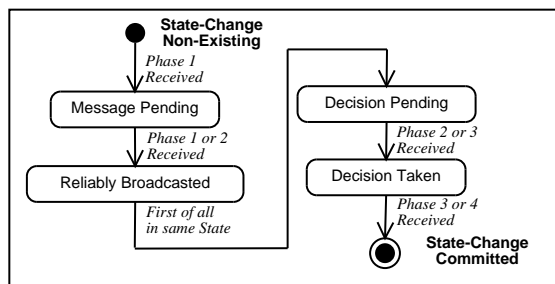 State-Change
Non-Existing
Phase 1
Received
Message Pending
Phase 1 or 2
Received
Reliably Broadcasted
First of all
in same State
Decision Pending
Phase 2 or 3
Received
Decision Taken
Phase 3 or 4
Received
State-Change
Committed